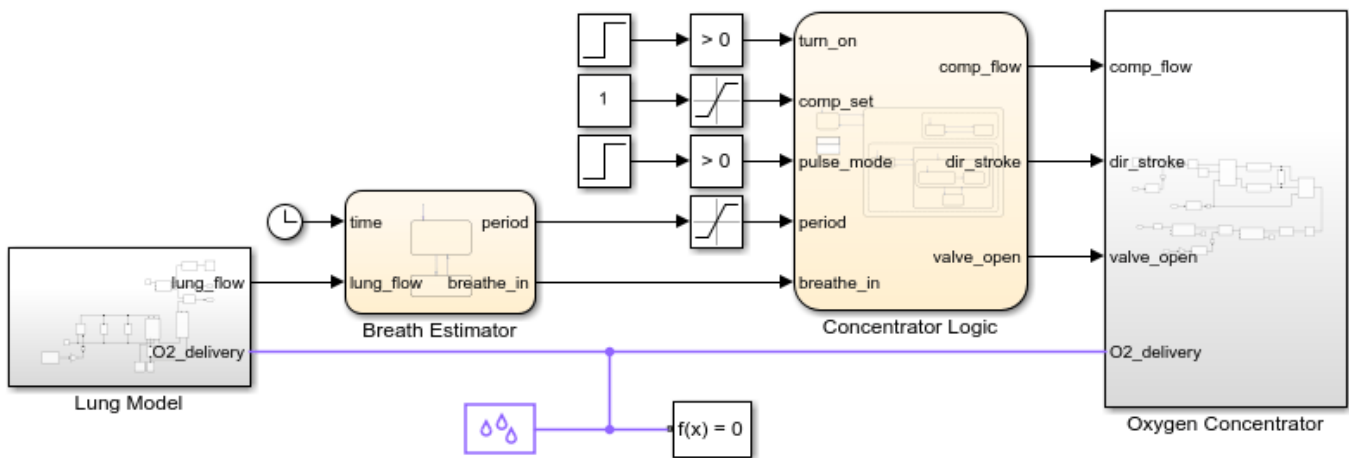 > 0
turn_on
comp_flow
comp_flow
1
comp_set
> 0
pulse_mode
dir_stroke
dir_stroke
time
period
period
valve_open
valve_open
lung_flow
lung_flow
breathe_in
breathe_in
Breath Estimator
Concentrator Logic
O2_delivery
O2_delivery
Lung Model
f(x) = 0
Oxygen Concentrator